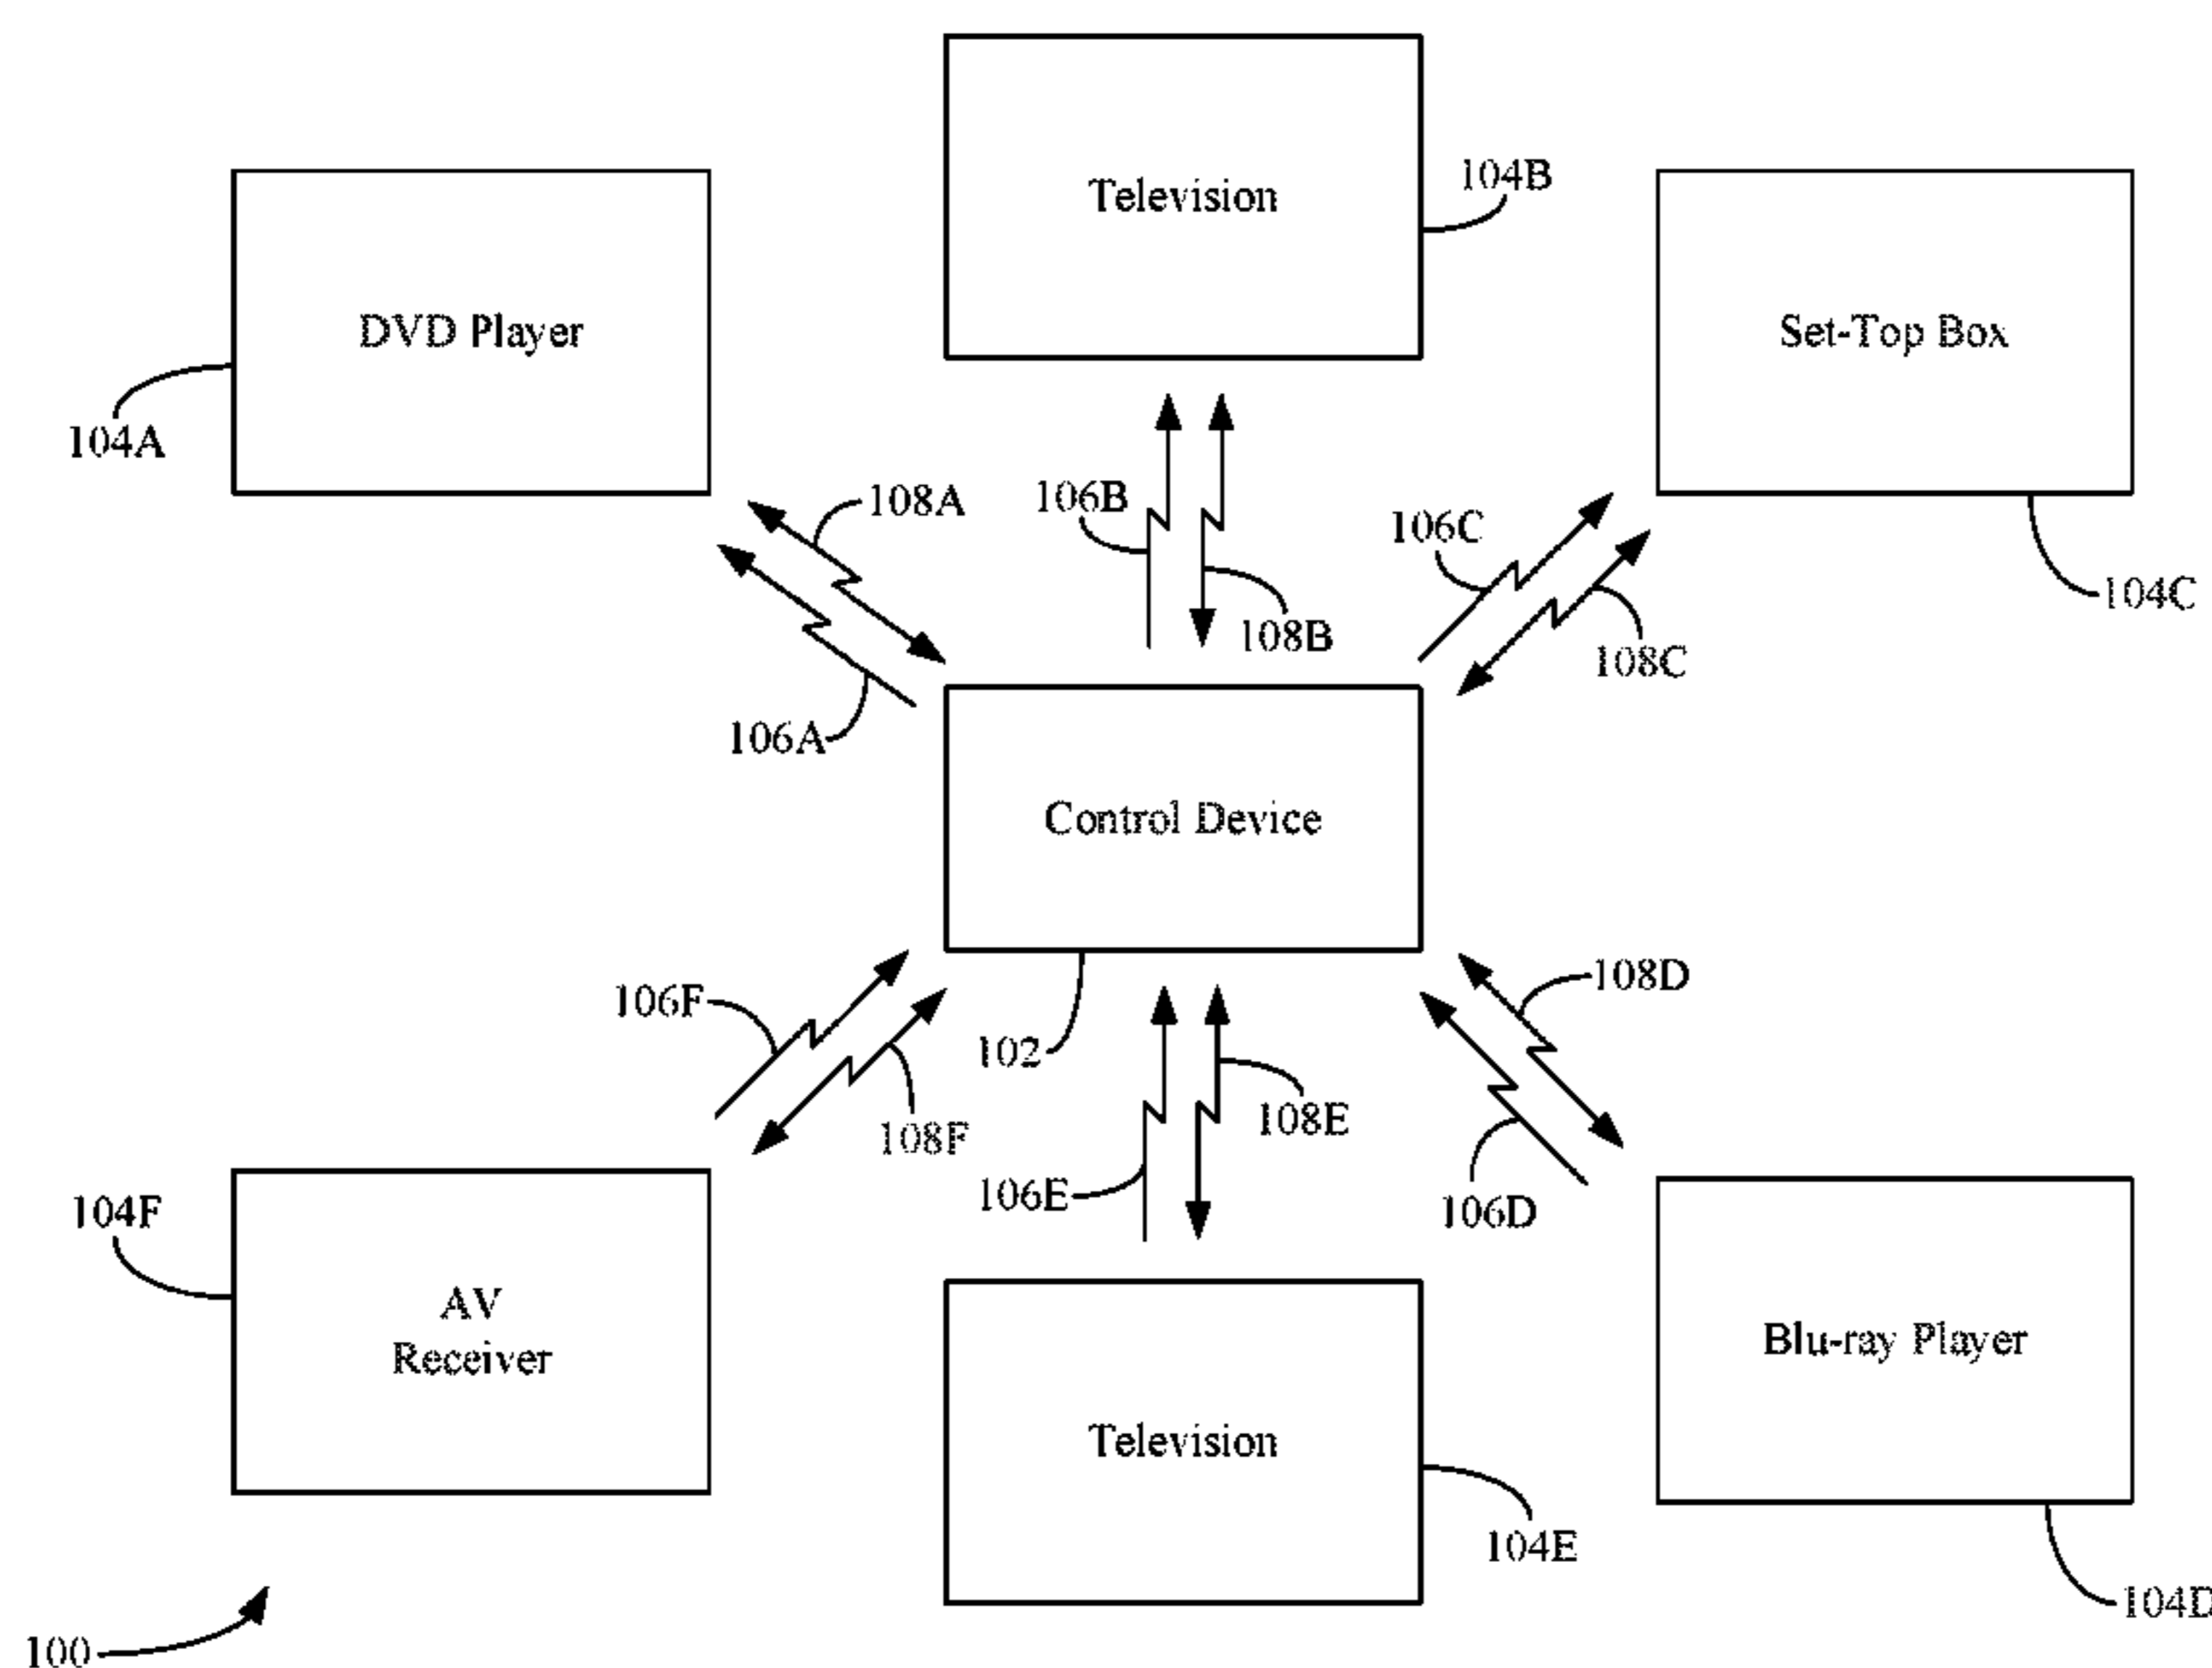 Television
104B
DVD Player
Set-Top Box
104A
108A
106B
106C
104C
108B
108C
106A
Control Device
106F
108D
102
108E
108F
106E
106D
104F
AV
Receiver
Blu-ray Player
Television
104E
104D
100